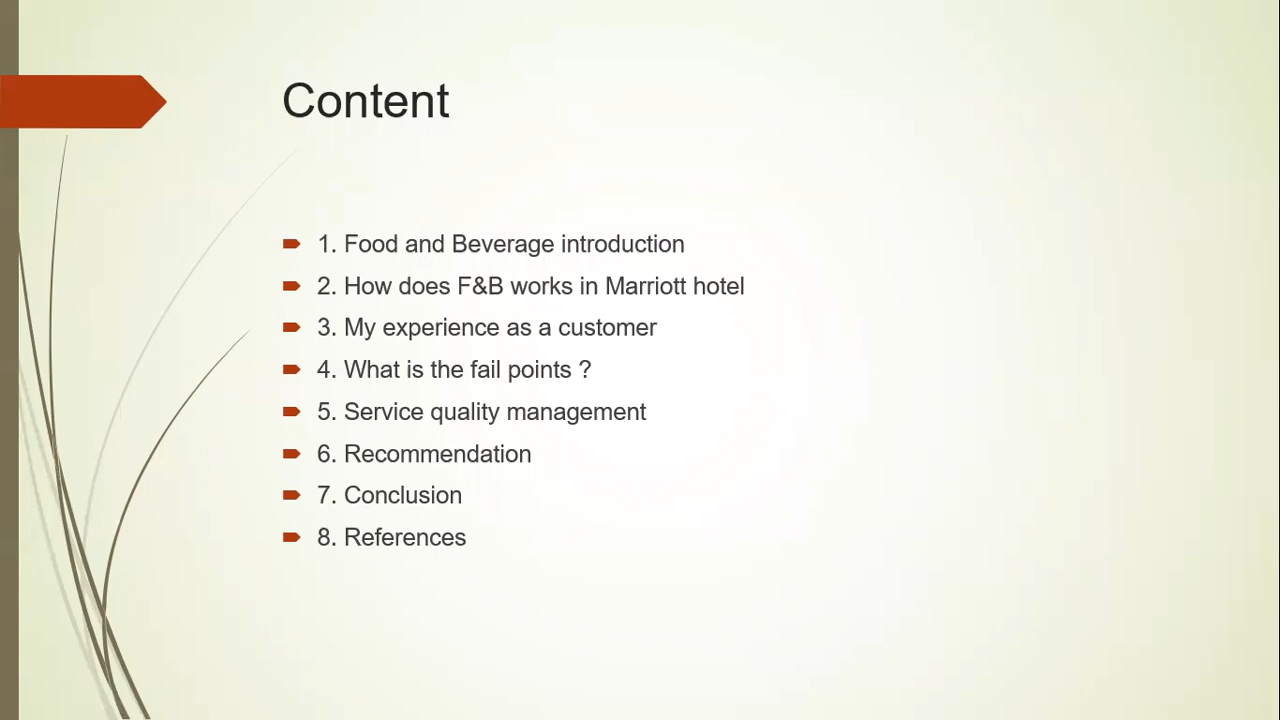 Content
1. Food and Beverage introduction
2. How does F&B works in Marriott hotel
3. My experience as a customer
4. What is the fail points ?
5. Service quality management
6. Recommendation
7. Conclusion
8. References